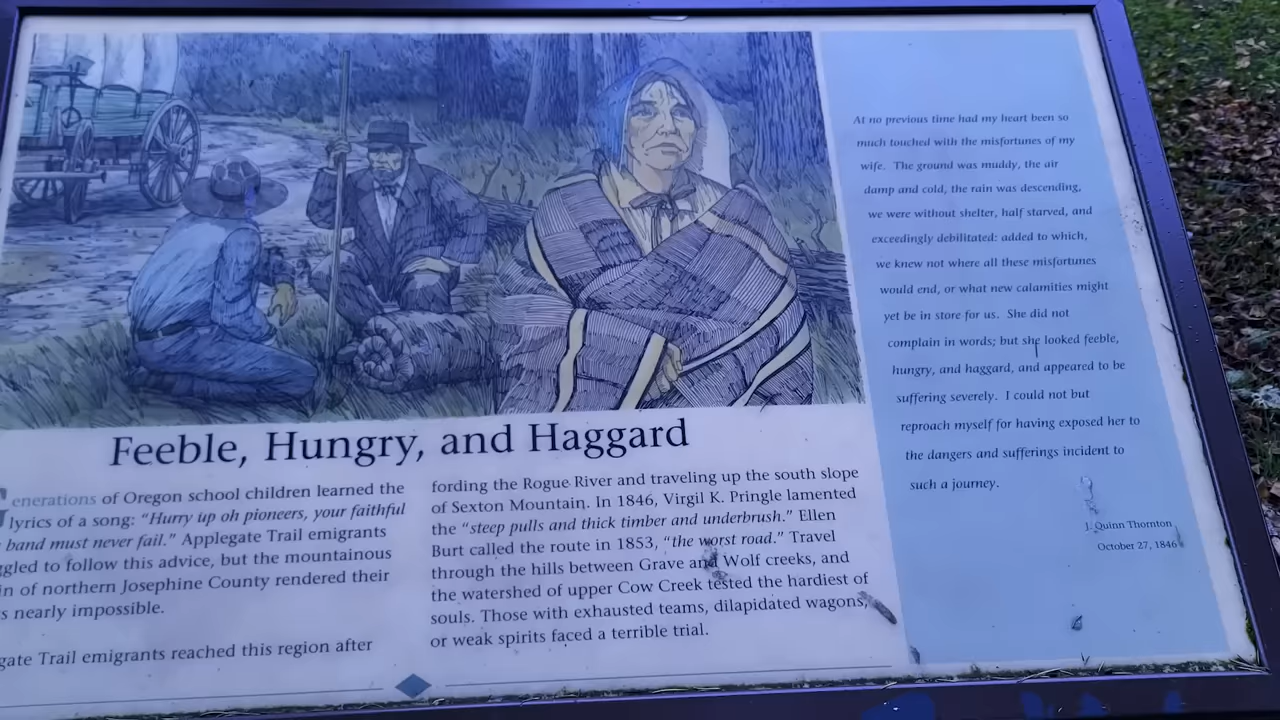 Feeble, Hungry, and Haggard
Generations of Oregon school children learned the
lyrics of a song: "Hurry up oh pioneers, your faithful
band must never fail." Applegate Trail emigrants
ggled to follow this advice, but the mountainous
in of northern Josephine County rendered their
s nearly impossible.
gate Trail emigrants reached this region after
fording the Rogue River and traveling up the south slope
of Sexton Mountain. In 1846, Virgil K. Pringle lamented
the "steep pulls and thick timber and underbrush." Ellen
Burt called the route in 1853, "the worst road." Travel
through the hills between Grave and Wolf creeks, and
the watershed of upper Cow Creek tested the hardiest of
souls. Those with exhausted teams, dilapidated wagons,
or weak spirits faced a terrible trial.
At no previous time had my heart been so
much touched with the misfortunes of my
wife. The ground was muddy, the air
damp and cold, the rain was descending,
we were without shelter, half starved, and
exceedingly debilitated: added to which,
we knew not where all these misfortunes
would end, or what new calamities might
yet be in store for us. She did not
complain in words; but she looked feeble,
hungry, and haggard, and appeared to be
suffering severely. I could not but
reproach myself for having exposed her to
the dangers and sufferings incident to
such a journey.
J. Quinn Thornton
October 27, 1846